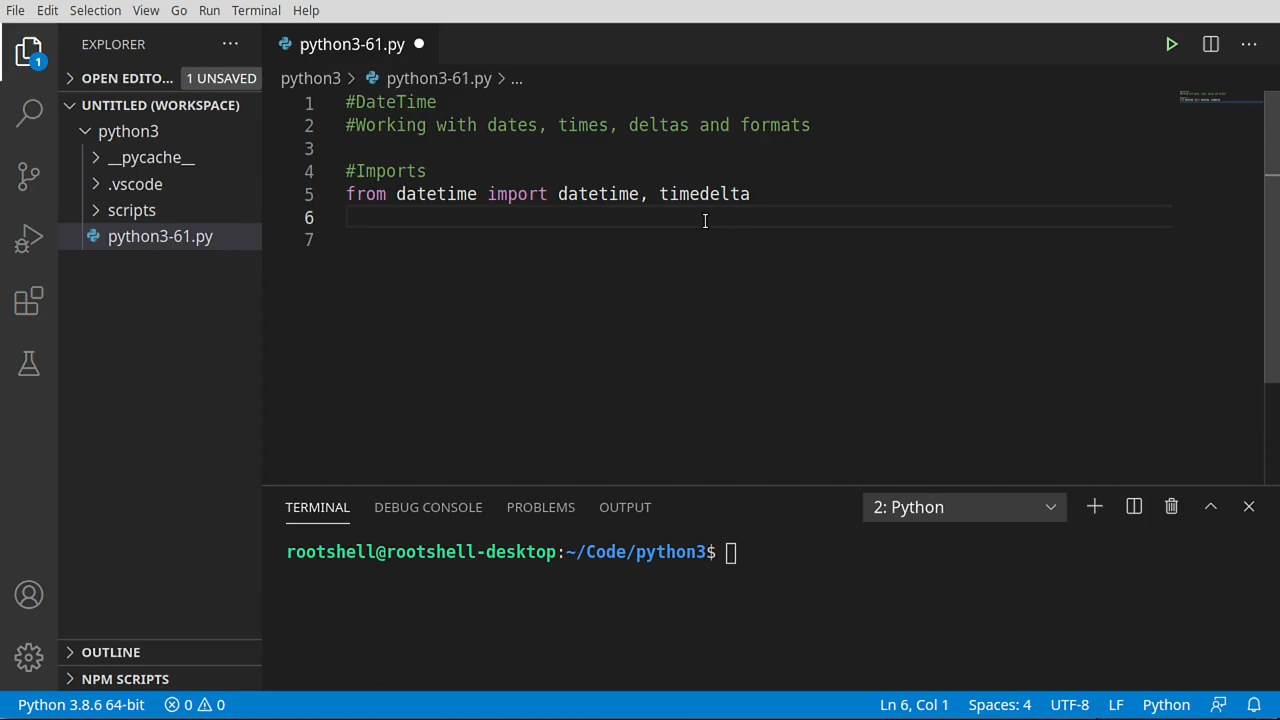 File Edit Selection View Go Run Terminal Help
EXPLORER
OPEN EDITO... 1 UNSAVED
UNTITLED (WORKSPACE)
python3
__pycache__
.vscode
scripts
python3-61.py
OUTLINE
NPM SCRIPTS
1
python3-61.py
python3 > python3-61.py > ...
1 #DateTime
2 #Working with dates, times, deltas and formats
3
4 #Imports
5 from datetime import datetime, timedelta
6
7
TERMINAL DEBUG CONSOLE PROBLEMS OUTPUT 2: Python
rootshell@rootshell-desktop:~/Code/python3$
Python 3.8.6 64-bit 0 0 Ln 6, Col 1 Spaces: 4 UTF-8 LF Python